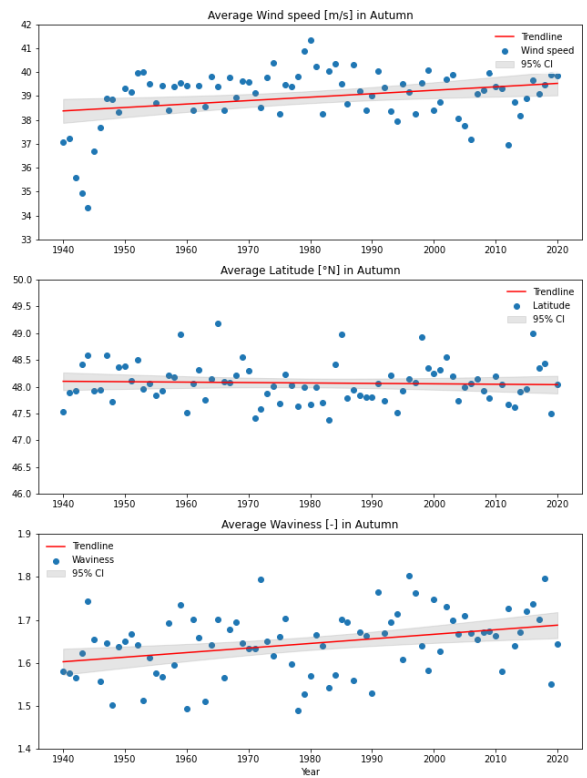 Average Wind speed [m/s] in Autumn
42
41
40
39
38
37
36
35
34
33
Trendline
Wind speed
95% CI
1940 1950 1960 1970 1980 1990 2000 2010 2020
Average Latitude [°N] in Autumn
50.0
49.5
49.0
48.5
48.0
47.5
47.0
46.5
46.0
Trendline
Latitude
95% CI
1940 1950 1960 1970 1980 1990 2000 2010 2020
Average Waviness [-] in Autumn
1.9
1.8
1.7
1.6
1.5
1.4
Trendline
Waviness
95% CI
1940 1950 1960 1970 1980 1990 2000 2010 2020
Year